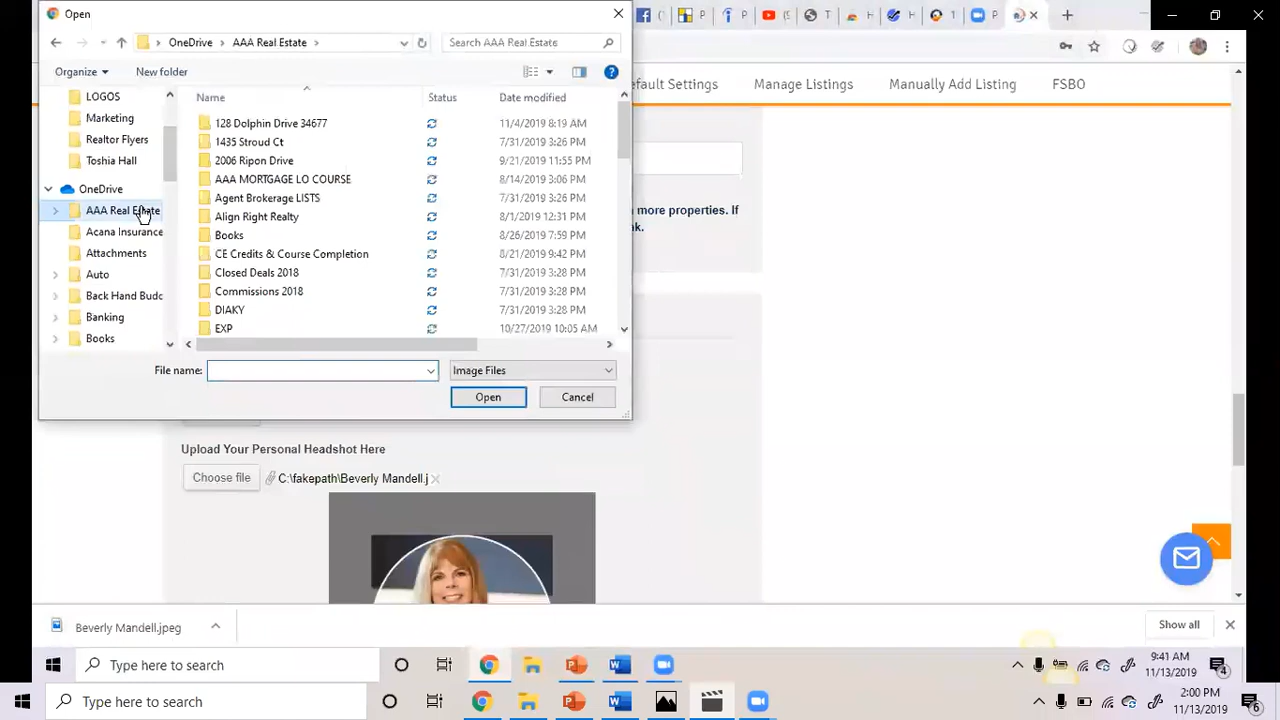 Open
OneDrive > AAA Real Estate >
Search AAA Real Estate
Organize
New folder
LOGOS
Marketing
Realtor Flyers
Toshia Hall
OneDrive
AAA Real Estate
Acana Insurance
Attachments
Auto
Back Hand Budd
Banking
Books
Name Status Date modified
128 Dolphin Drive 34677 11/4/2019 8:19 AM
1435 Stroud Ct 7/31/2019 3:26 PM
2006 Ripon Drive 9/21/2019 11:55 PM
AAA MORTGAGE LO COURSE 8/14/2019 3:06 PM
Agent Brokerage LISTS 7/31/2019 3:26 PM
Align Right Realty 8/1/2019 12:31 PM
Books 8/26/2019 7:59 PM
CE Credits & Course Completion 8/21/2019 9:42 PM
Closed Deals 2018 7/31/2019 3:28 PM
Commissions 2018 7/31/2019 3:28 PM
DIAKY 7/31/2019 3:28 PM
EXP 10/27/2019 10:05 AM
File name:
Image Files
Open
Cancel
efault Settings Manage Listings Manually Add Listing FSBO
more properties. If
ak.
Upload Your Personal Headshot Here
Choose file C:\fakepath\Beverly Mandell.j
Beverly Mandell.jpeg
Show all
Type here to search
9:41 AM
11/13/2019
4
Type here to search
2:00 PM
11/13/2019
6